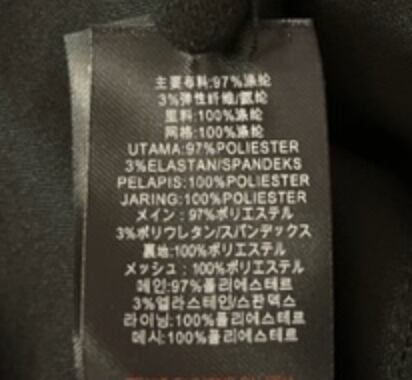 主要布料:97%涤纶
3%弹性纤维/氨纶
里料:100%涤纶
网格:100%涤纶
UTAMA:97%POLIESTER
3%ELASTAN/SPANDEKS
PELAPIS:100%POLIESTER
JARING:100%POLIESTER
メイン:97%ポリエステル
3%ポリウレタン/スパンデックス
裏地:100%ポリエステル
メッシュ:100%ポリエステル
메인:97%폴리에스테르
3%엘라스테인/스판덱스
라이닝:100%폴리에스테르
메시:100%폴리에스테르